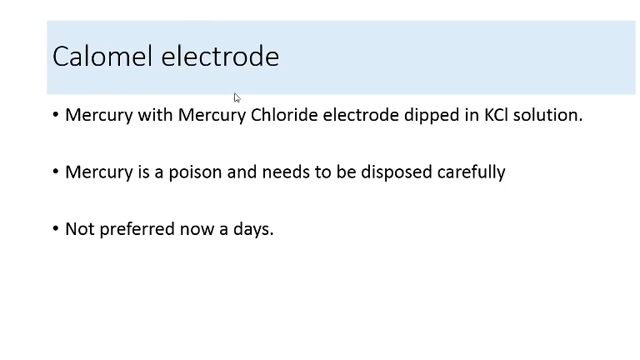 Calomel electrode
• Mercury with Mercury Chloride electrode dipped in KCl solution.
• Mercury is a poison and needs to be disposed carefully
• Not preferred now a days.